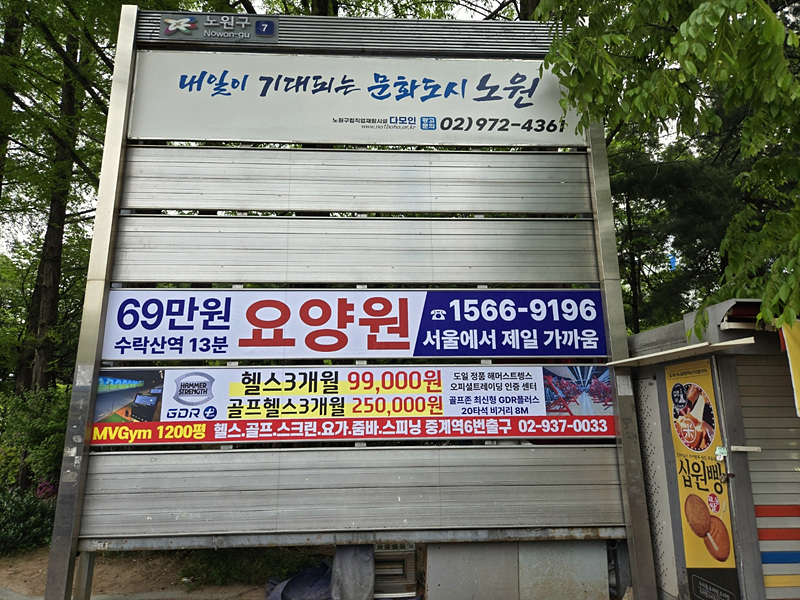 노원구 7
Nowon-gu
내일이 기대되는 문화도시 노원
노원구립직업재활시설 다모인 광고문의 02)972-4361
69만원 요양원 ☎1566-9196
수락산역 13분 서울에서 제일 가까움
HAMMER STRENGTH 헬스3개월 99,000원 도일 정품 해머스트렝스
오피셜트레이딩 인증 센터
GDR 골프헬스3개월 250,000원 골프존 최신형 GDR플러스
20타석 비거리 8M
MVGym 1200평 헬스.골프.스크린.요가.줌바.스피닝 중계역6번출구 02-937-0033
십원빵